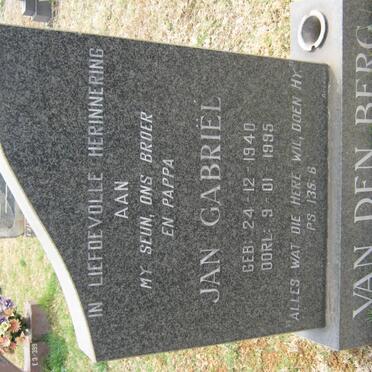 IN LIEFDEVOLLE HERINNERING
AAN
MY SEUN, ONS BROER
EN PAPPA
JAN GABRIËL
GEB: 24-12-1940
OORL: 9-01-1995
ALLES WAT DIE HERE WIL, DOEN HY
PS. 135:6
VAN DEN BERG